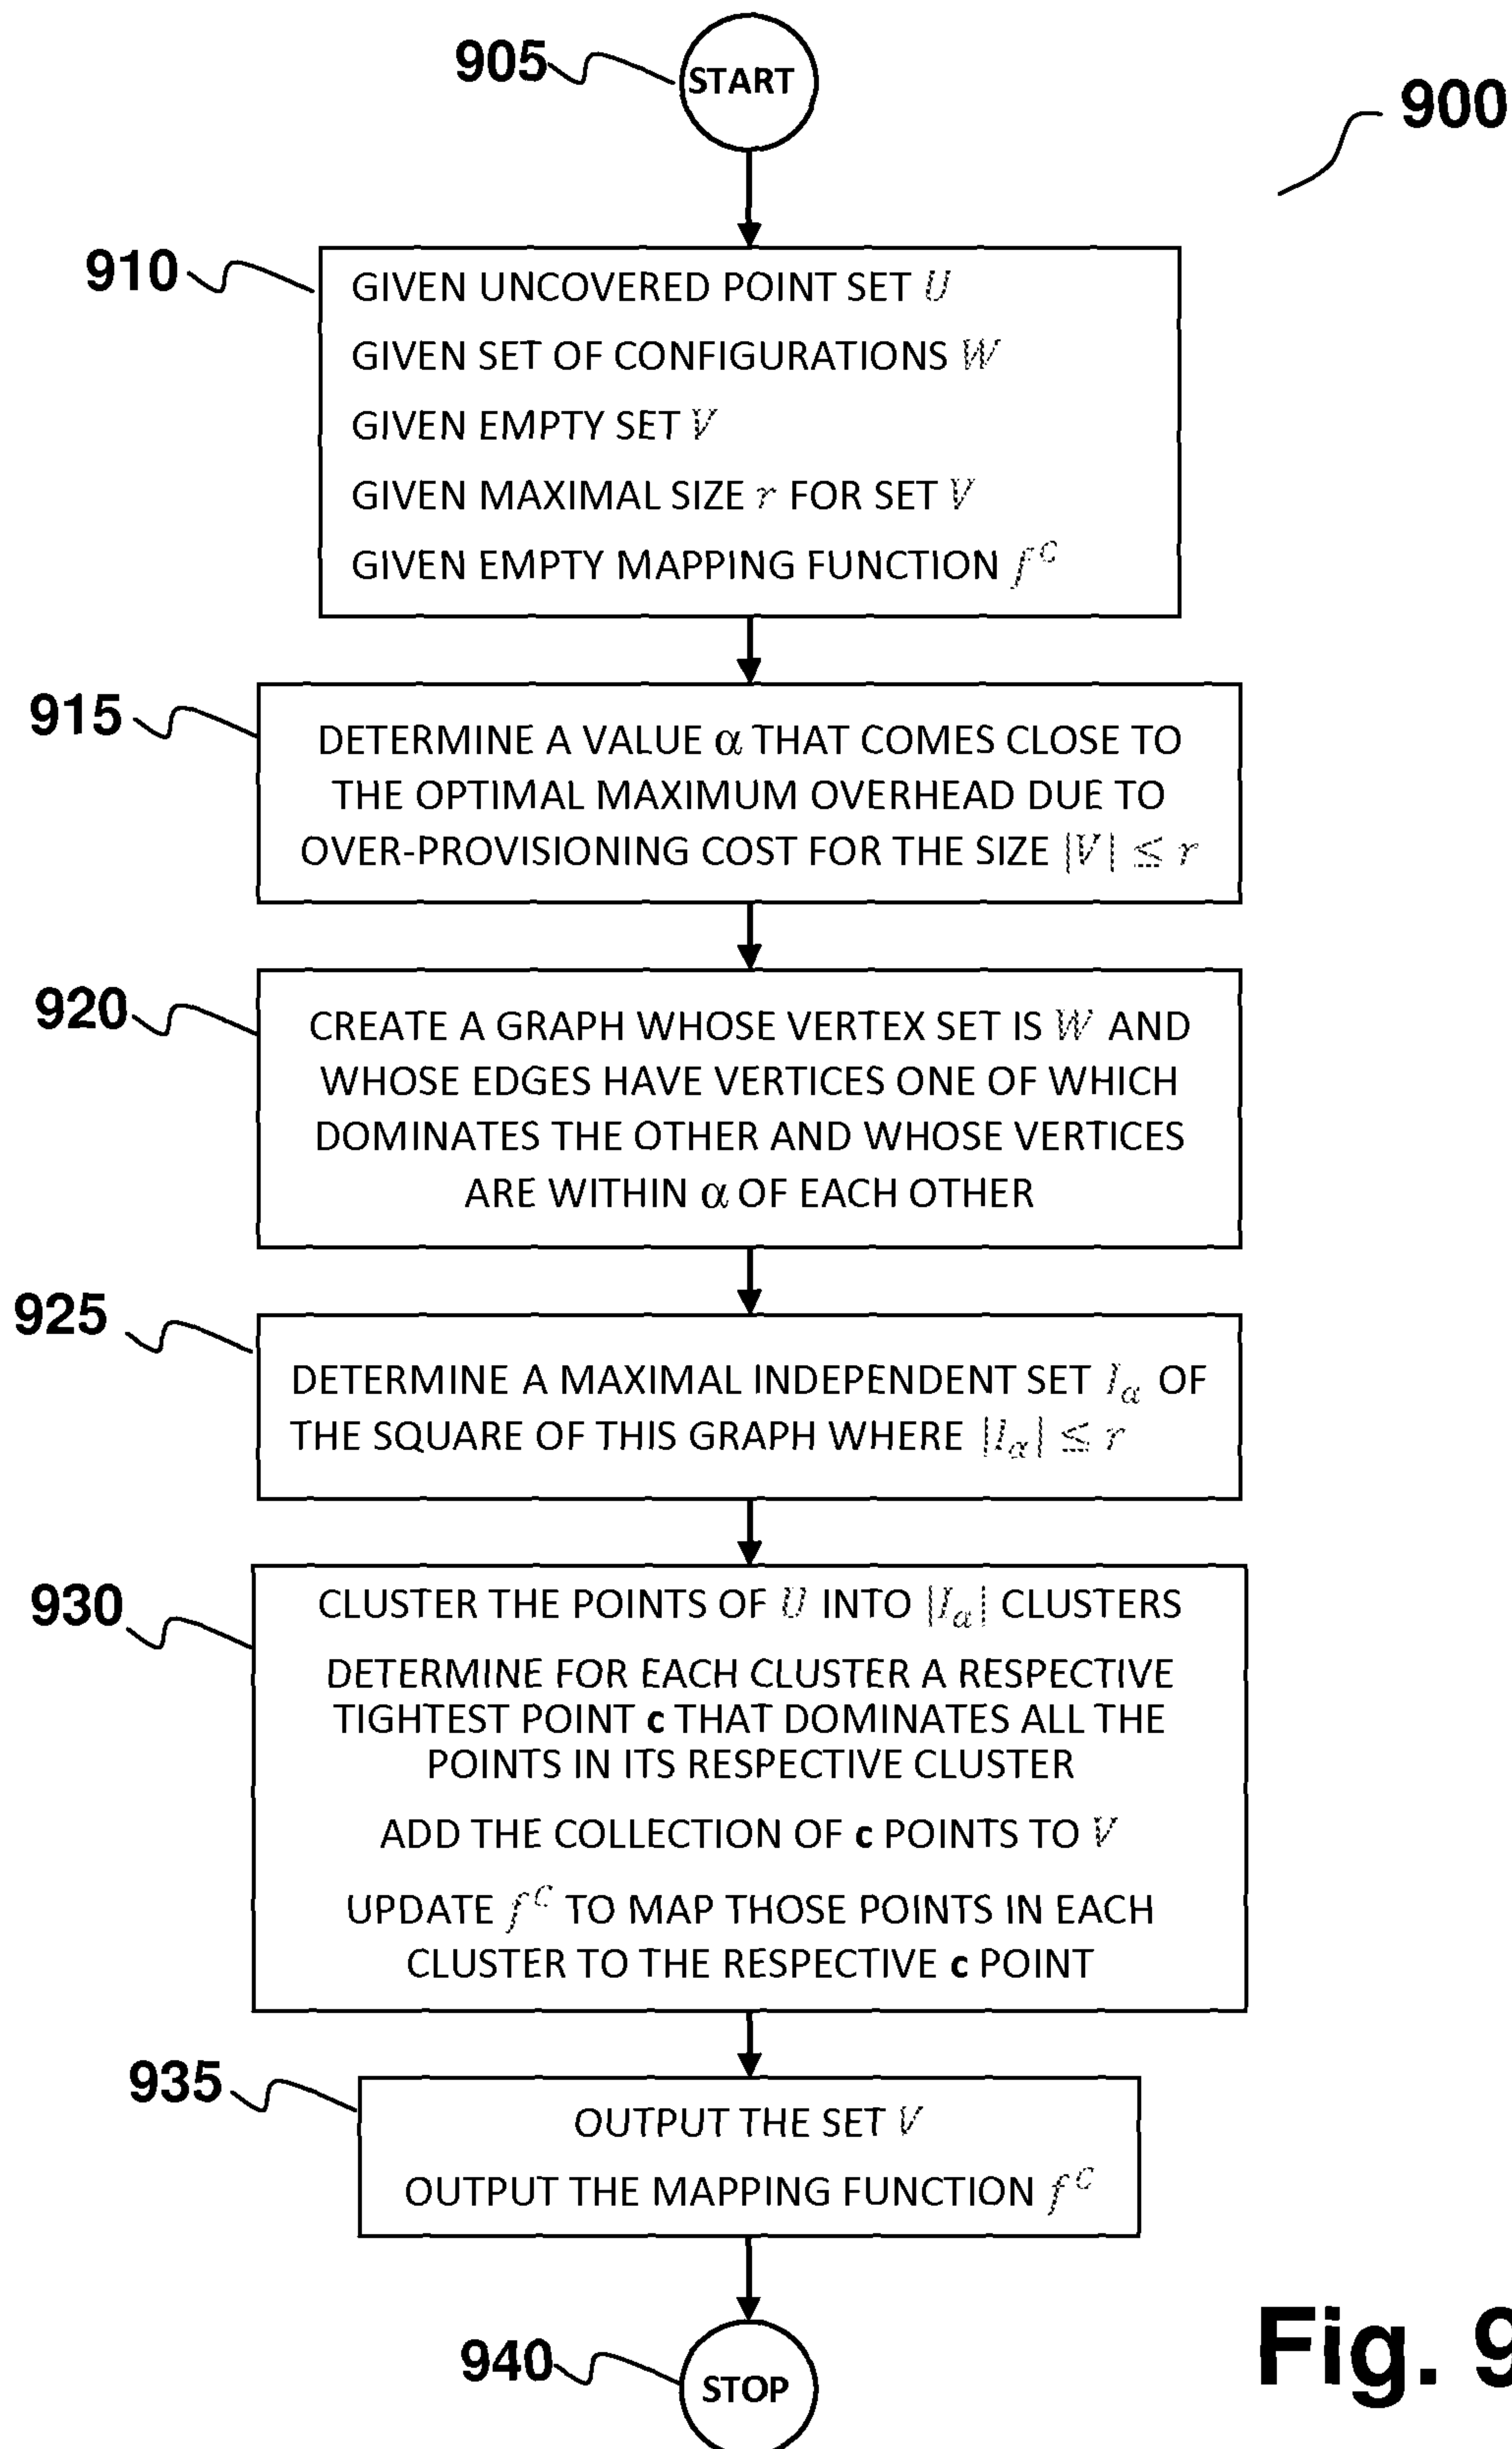 905
START
900
910
GIVEN UNCOVERED POINT SET U
GIVEN SET OF CONFIGURATIONS W
GIVEN EMPTY SET V
GIVEN MAXIMAL SIZE r FOR SET V
GIVEN EMPTY MAPPING FUNCTION f^C
915
DETERMINE A VALUE α THAT COMES CLOSE TO
THE OPTIMAL MAXIMUM OVERHEAD DUE TO
OVER-PROVISIONING COST FOR THE SIZE |V| ≤ r
920
CREATE A GRAPH WHOSE VERTEX SET IS W AND
WHOSE EDGES HAVE VERTICES ONE OF WHICH
DOMINATES THE OTHER AND WHOSE VERTICES
ARE WITHIN α OF EACH OTHER
925
DETERMINE A MAXIMAL INDEPENDENT SET I_α OF
THE SQUARE OF THIS GRAPH WHERE |I_α| ≤ r
930
CLUSTER THE POINTS OF U INTO |I_α| CLUSTERS
DETERMINE FOR EACH CLUSTER A RESPECTIVE
TIGHTEST POINT c THAT DOMINATES ALL THE
POINTS IN ITS RESPECTIVE CLUSTER
ADD THE COLLECTION OF c POINTS TO V
UPDATE f^C TO MAP THOSE POINTS IN EACH
CLUSTER TO THE RESPECTIVE c POINT
935
OUTPUT THE SET V
OUTPUT THE MAPPING FUNCTION f^C
940
STOP
Fig. 9